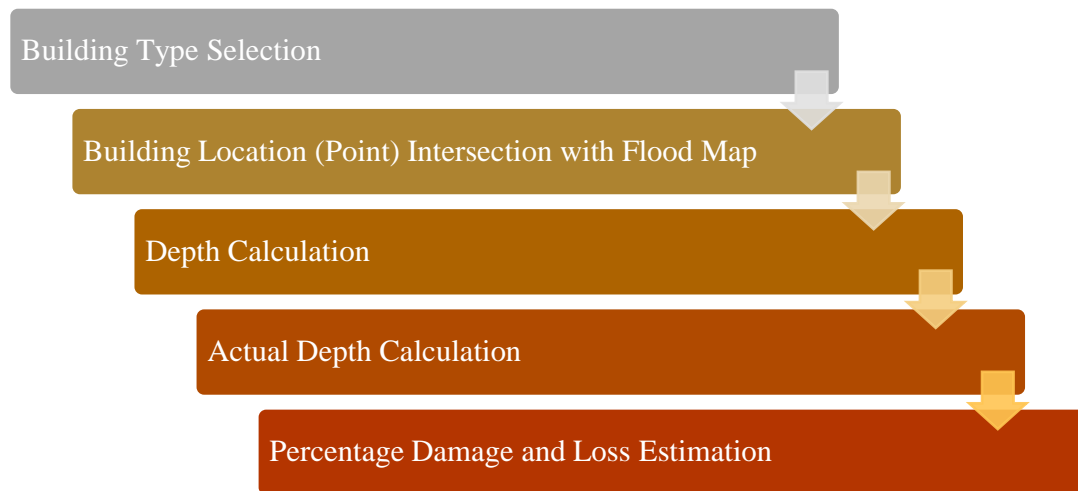 Building Type Selection
Building Location (Point) Intersection with Flood Map
Depth Calculation
Actual Depth Calculation
Percentage Damage and Loss Estimation